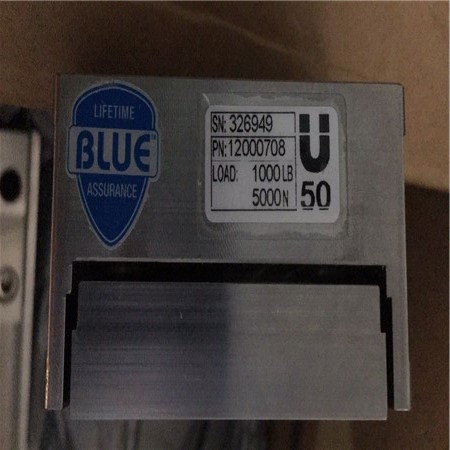 LIFETIME
BLUE
ASSURANCE
SN: 326949
PN: 12000708
LOAD: 1000 LB
5000 N
U
50